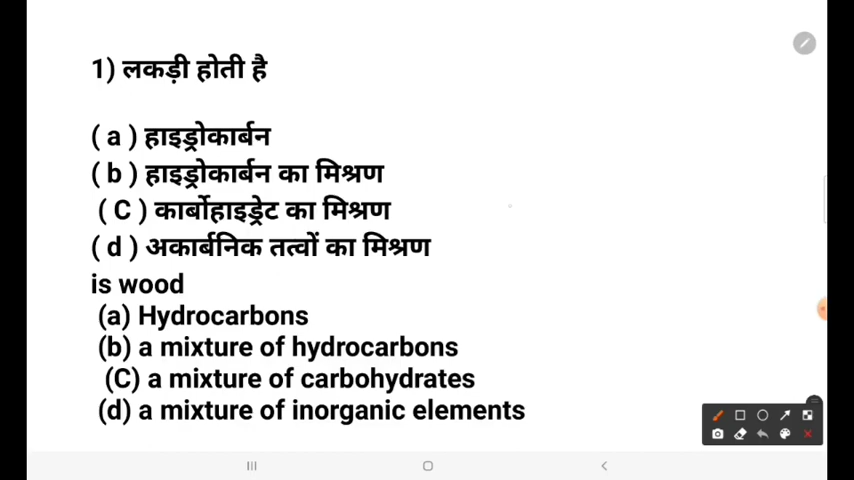 1) लकड़ी होती है
( a ) हाइड्रोकार्बन
( b ) हाइड्रोकार्बन का मिश्रण
( C ) कार्बोहाइड्रेट का मिश्रण
( d ) अकार्बनिक तत्वों का मिश्रण
is wood
(a) Hydrocarbons
(b) a mixture of hydrocarbons
(C) a mixture of carbohydrates
(d) a mixture of inorganic elements